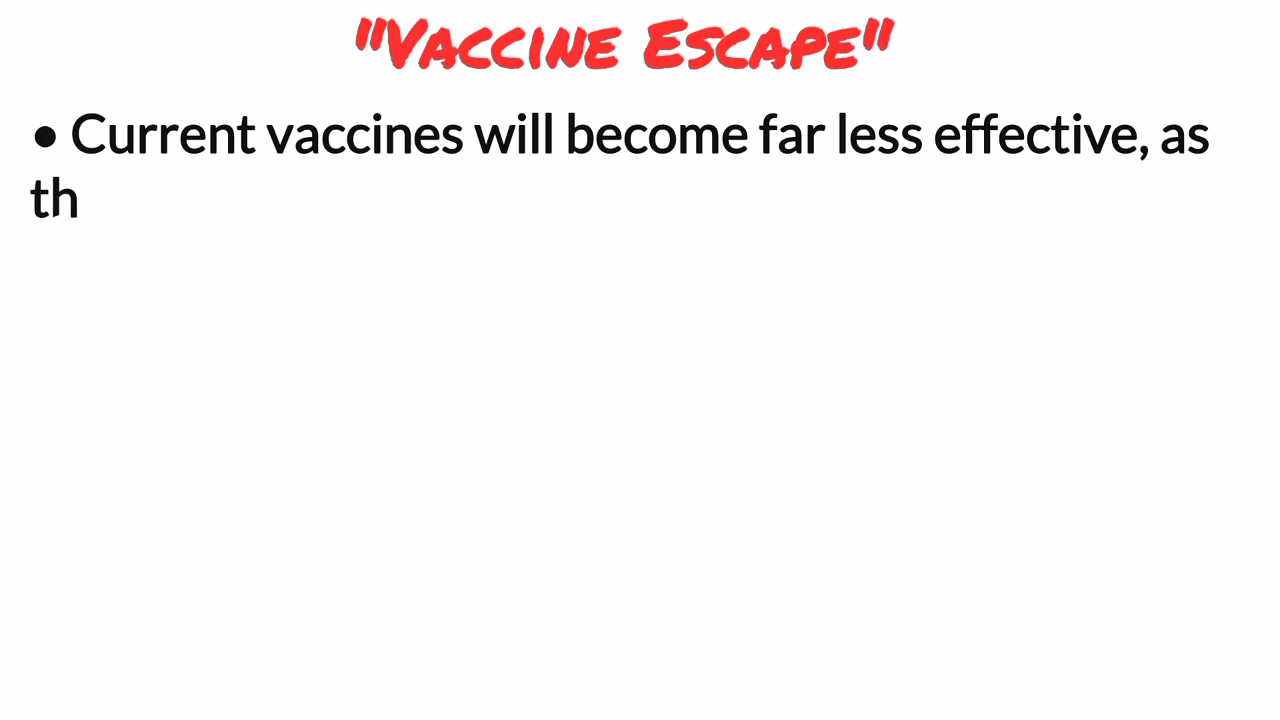 "Vaccine Escape"
• Current vaccines will become far less effective, as
th